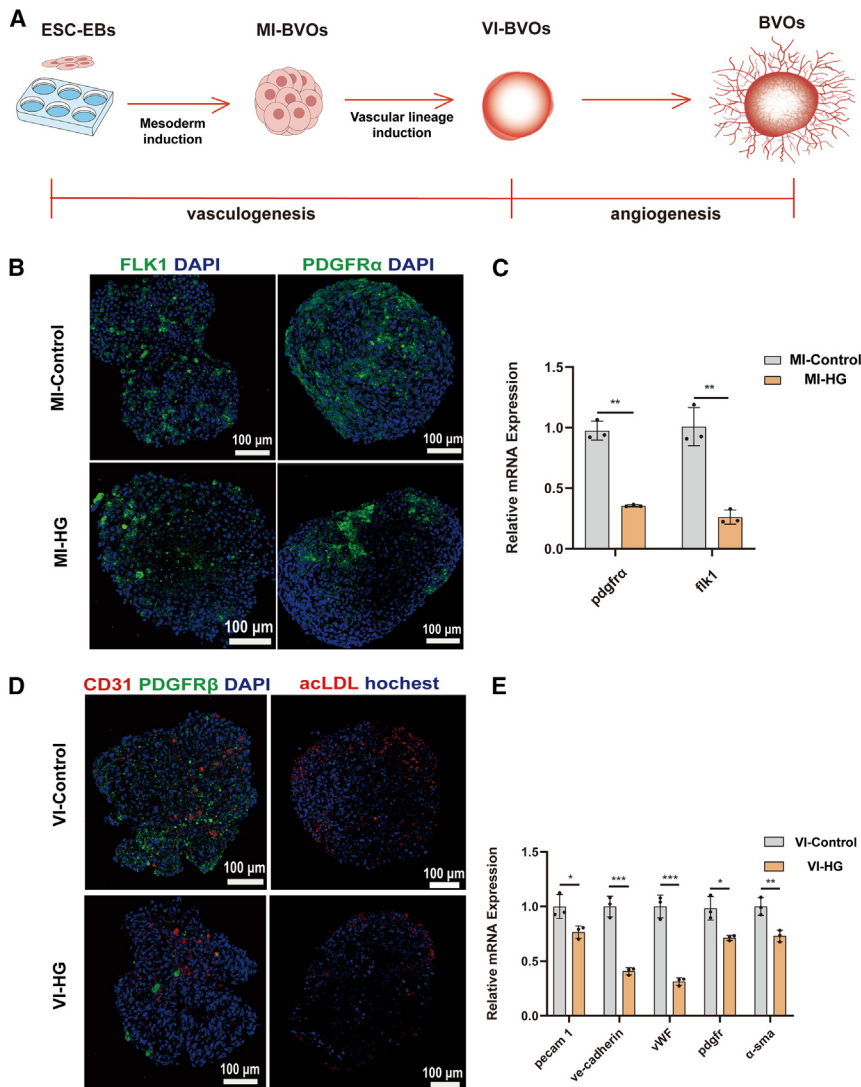 A
ESC-EBs
MI-BVOs
VI-BVOs
BVOs
Mesoderm
induction
Vascular lineage
induction
vasculogenesis
angiogenesis
B
FLK1 DAPI
PDGFRα DAPI
MI-Control
100 μm
100 μm
MI-HG
100 μm
100 μm
C
MI-Control
MI-HG
Relative mRNA Expression
1.5
1.0
0.5
0.0
**
**
pdgfrα
flk1
D
CD31 PDGFRβ DAPI
acLDL hochest
VI-Control
100 μm
100 μm
VI-HG
100 μm
100 μm
E
VI-Control
VI-HG
Relative mRNA Expression
1.5
1.0
0.5
0.0
*
***
***
*
**
pecam 1
ve-cadherin
vWF
pdgfr
α-sma